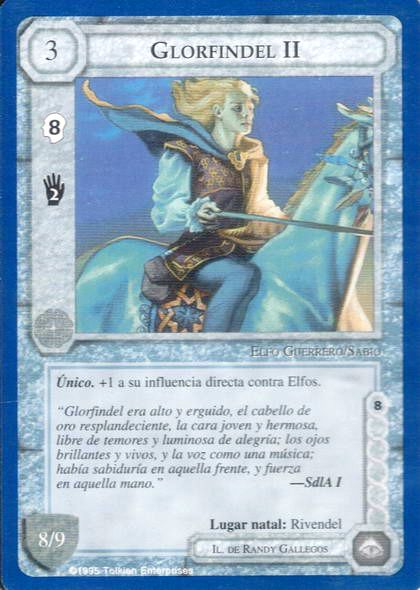 3
GLORFINDEL II
8
2
ELFO GUERRERO/SABIO
Único. +1 a su influencia directa contra Elfos.
8
“Glorfindel era alto y erguido, el cabello de
oro resplandeciente, la cara joven y hermosa,
libre de temores y luminosa de alegría; los ojos
brillantes y vivos, y la voz como una música;
había sabiduría en aquella frente, y fuerza
en aquella mano.” —SdlA I
Lugar natal: Rivendel
8/9
IL. DE RANDY GALLEGOS
©1995 Tolkien Enterprises